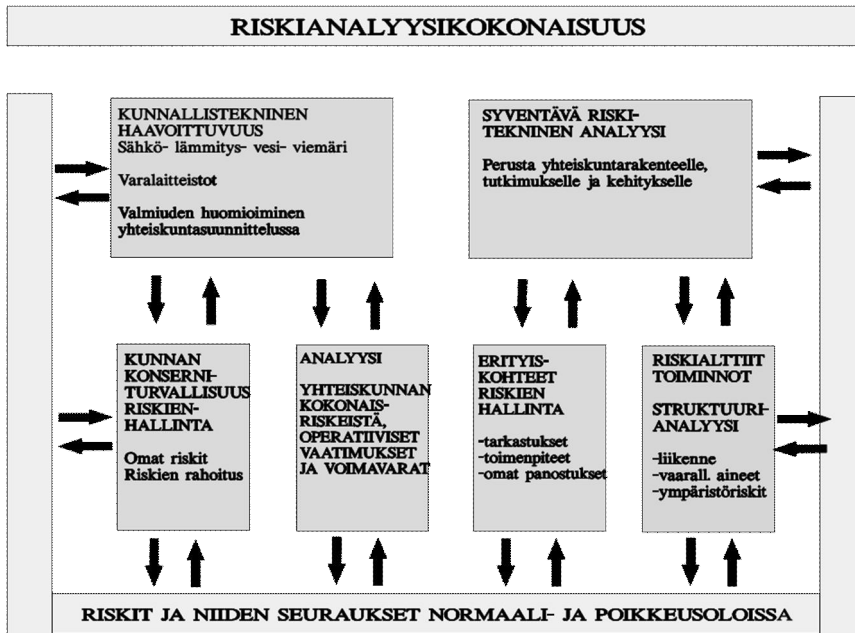 RISKIANALYYSIKOKONAISUUS
KUNNALLISTEKNINEN
HAAVOITTUVUUS
Sähkö- lämmitys- vesi- viemäri
Varalaitteistot
Valmiuden huomioiminen
yhteiskuntasuunnittelussa
SYVENTÄVÄ RISKI-
TEKNINEN ANALYYSI
Perusta yhteiskuntarakenteelle,
tutkimukselle ja kehitykselle
KUNNAN
KONSERNI-
TURVALLISUUS
RISKIEN-
HALLINTA
Omat riskit
Riskien rahoitus
ANALYYSI
YHTEISKUNNAN
KOKONAIS-
RISKEISTÄ,
OPERATIIVISET
VAATIMUKSET
JA VOIMAVARAT
ERITYIS-
KOHTEET
RISKIEN
HALLINTA
-tarkastukset
-toimenpiteet
-omat panostukset
RISKIALTTIIT
TOIMINNOT
STRUKTUURI-
ANALYYSI
-liikenne
-vaarall. aineet
-ympäristöriskit
RISKIT JA NIIDEN SEURAUKSET NORMAALI- JA POIKKEUSOLOISSA